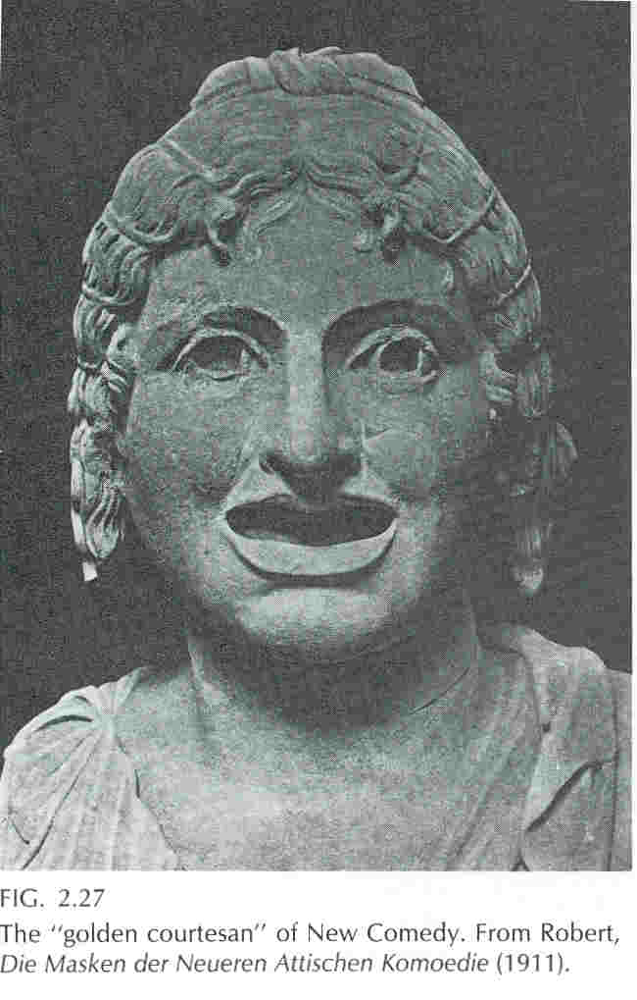 FIG. 2.27
The "golden courtesan" of New Comedy. From Robert,
Die Masken der Neueren Attischen Komoedie (1911).